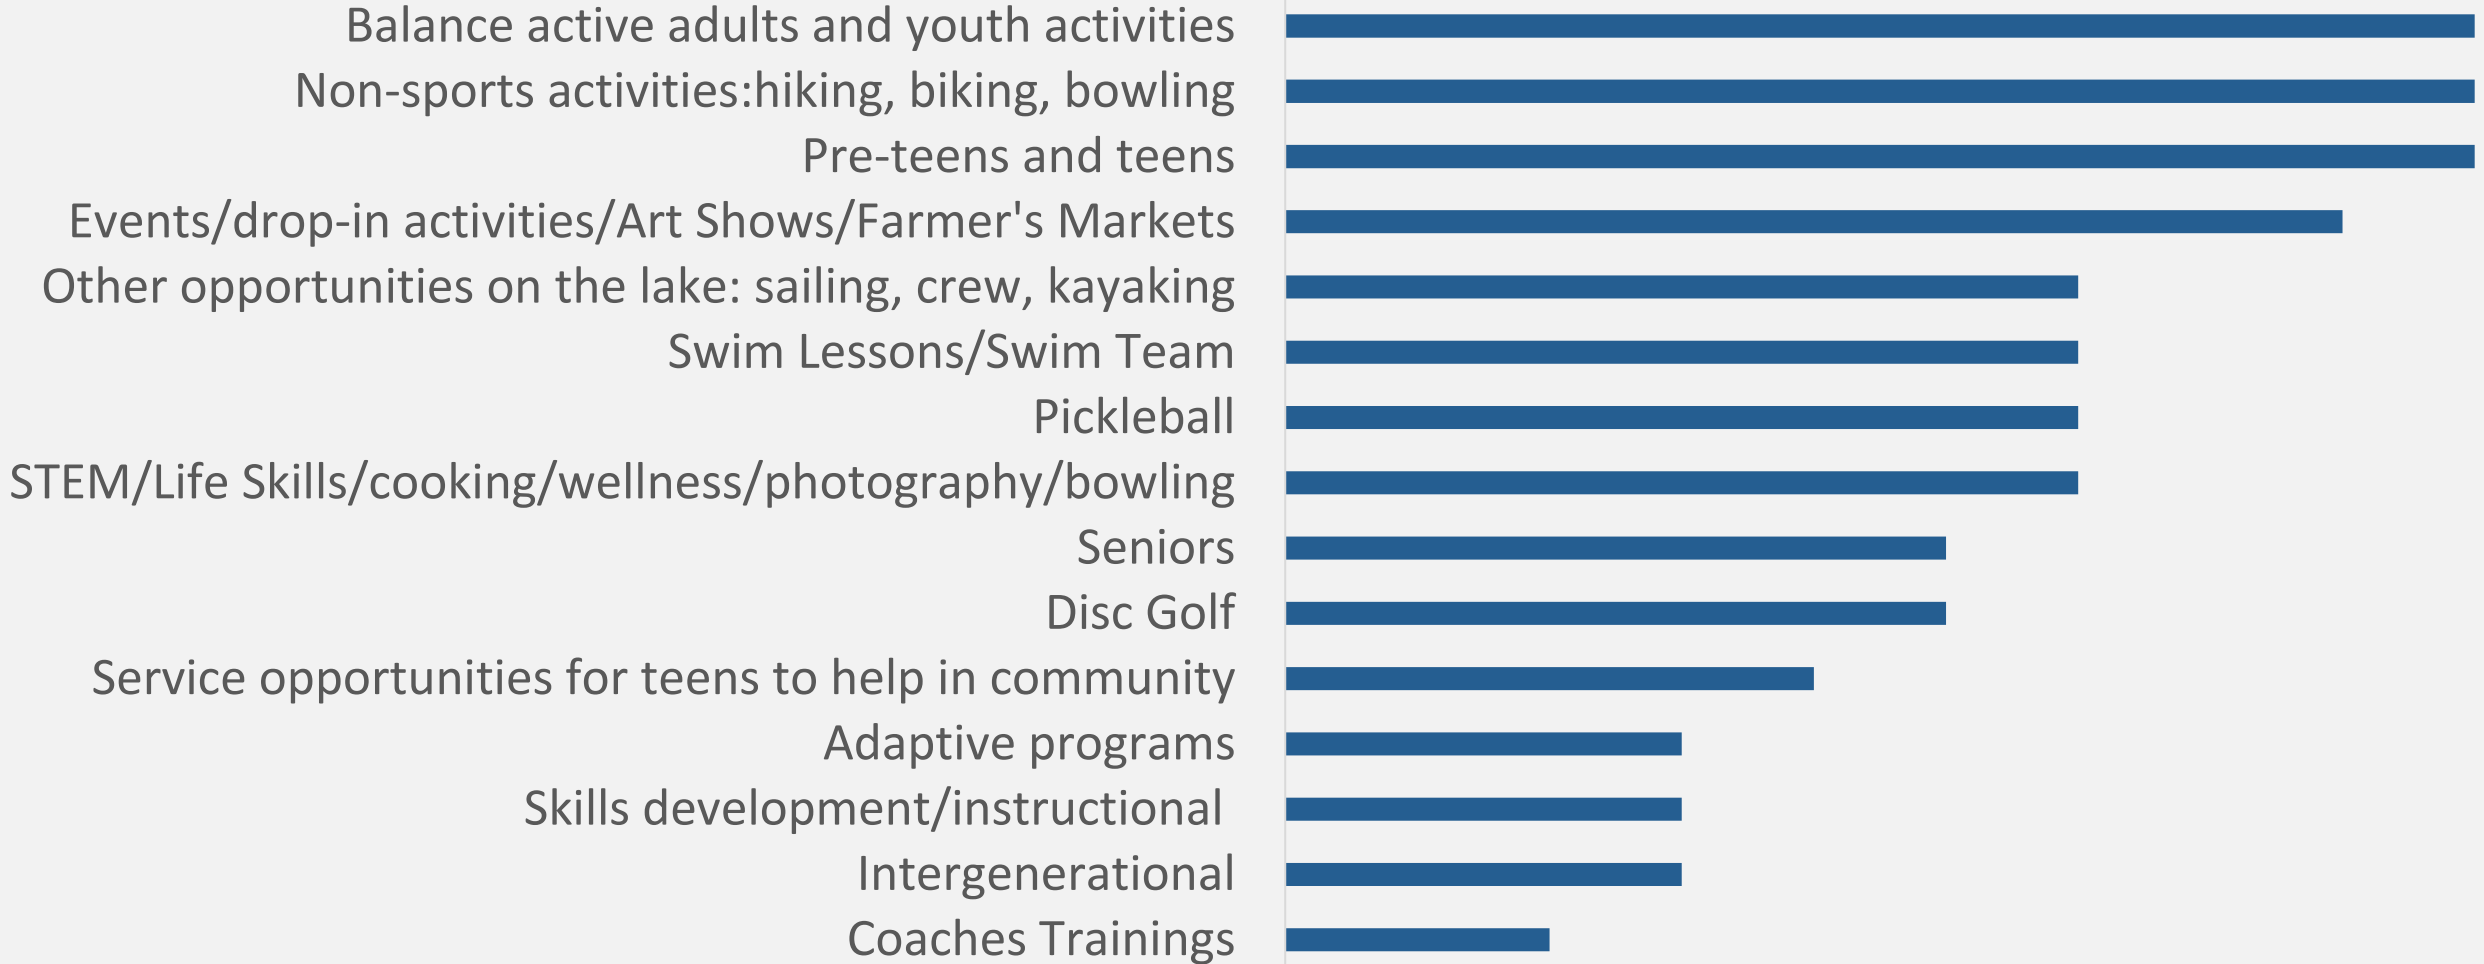 Balance active adults and youth activities
Non-sports activities:hiking, biking, bowling
Pre-teens and teens
Events/drop-in activities/Art Shows/Farmer's Markets
Other opportunities on the lake: sailing, crew, kayaking
Swim Lessons/Swim Team
Pickleball
STEM/Life Skills/cooking/wellness/photography/bowling
Seniors
Disc Golf
Service opportunities for teens to help in community
Adaptive programs
Skills development/instructional
Intergenerational
Coaches Trainings